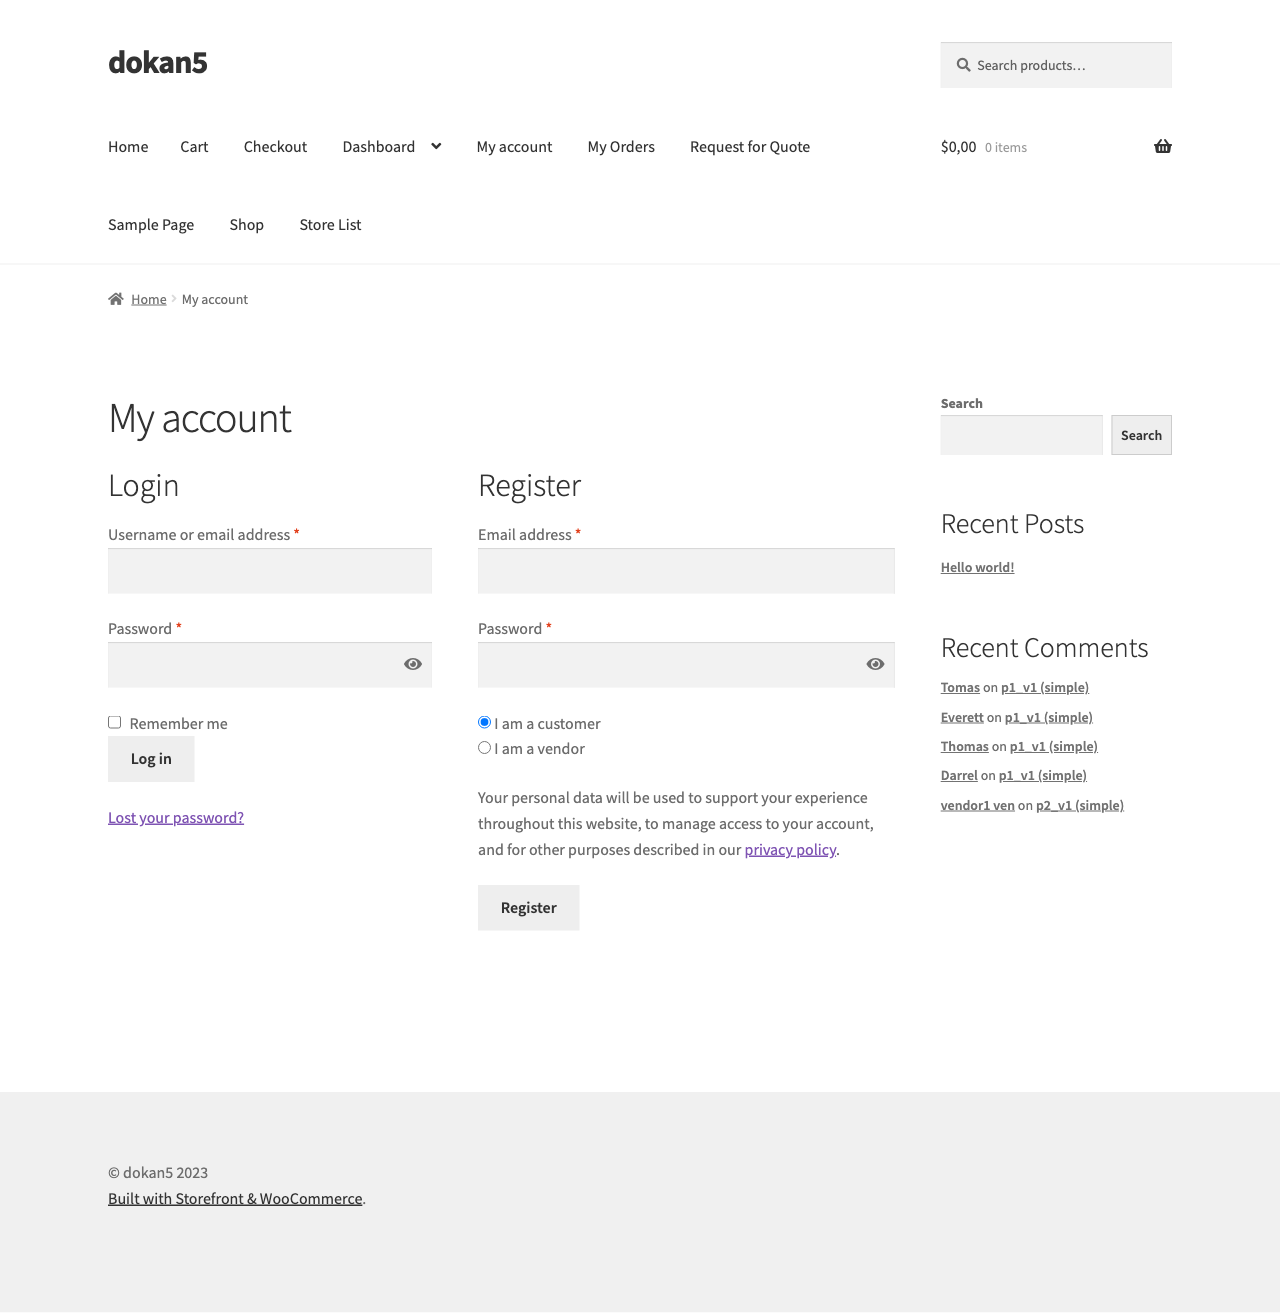 dokan5
Search products…
Home Cart Checkout Dashboard My account My Orders Request for Quote
$0,00 0 items
Sample Page Shop Store List
Home My account
My account
Login
Username or email address *
Password *
Remember me
Log in
Lost your password?
Register
Email address *
Password *
I am a customer
I am a vendor
Your personal data will be used to support your experience
throughout this website, to manage access to your account,
and for other purposes described in our privacy policy.
Register
Search
Search
Recent Posts
Hello world!
Recent Comments
Tomas on p1_v1 (simple)
Everett on p1_v1 (simple)
Thomas on p1_v1 (simple)
Darrel on p1_v1 (simple)
vendor1 ven on p2_v1 (simple)
© dokan5 2023
Built with Storefront & WooCommerce.